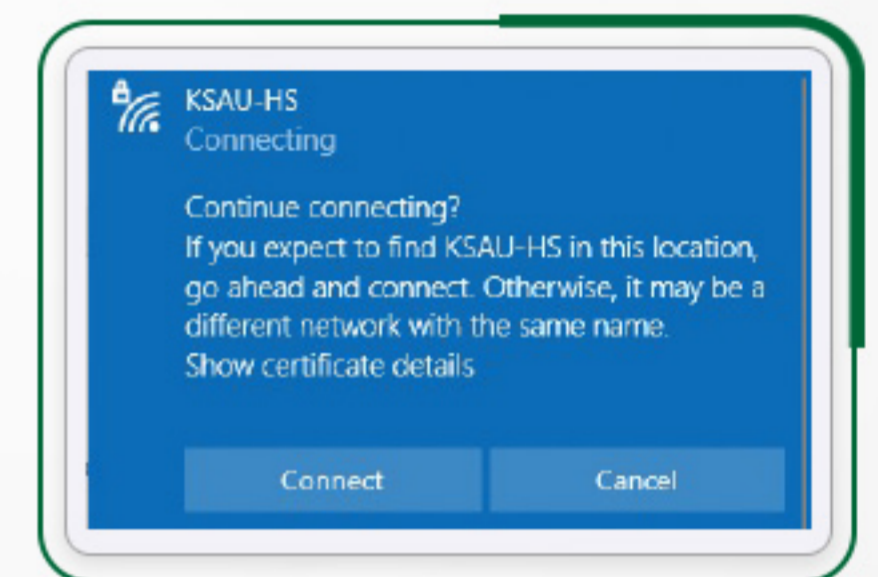 KSAU-HS
Connecting
Continue connecting?
If you expect to find KSAU-HS in this location,
go ahead and connect. Otherwise, it may be a
different network with the same name.
Show certificate details
Connect
Cancel